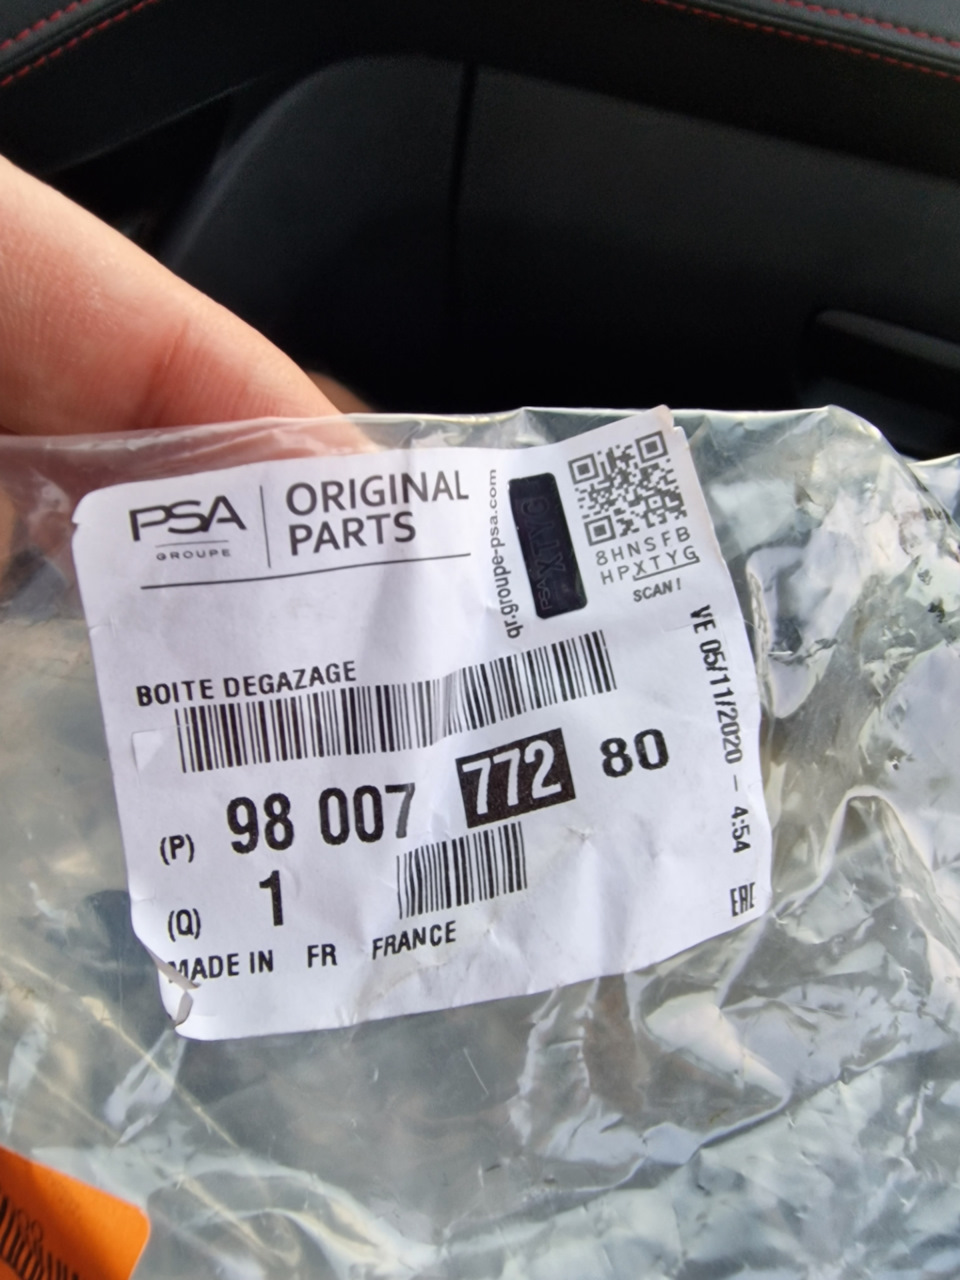 PSA
GROUPE
ORIGINAL
PARTS
qr.groupe-psa.com
PSA XTYG
8HNSFB
HPXTYG
SCAN!
BOITE DEGAZAGE
(P) 98 007 772 80
(Q) 1
MADE IN FR FRANCE
VE 05/11/2020 - 4:54
EAC